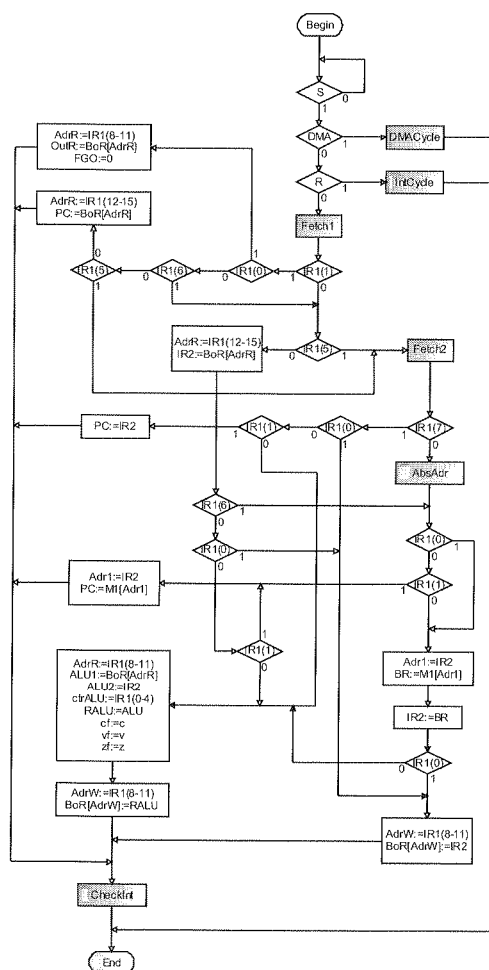 Begin
S
1
0
DMA
1
DMACycle
0
R
1
IntCycle
0
Fetch1
AdrR:=IR1(8-11)
OutR:=BoR[AdrR]
FGO:=0
AdrR:=IR1(12-15)
PC:=BoR[AdrR]
0
1
IR1(5)
0
IR1(6)
0
IR1(0)
1
IR1(1)
1
1
0
AdrR:=IR1(12-15)
IR2:=BoR[AdrR]
0
IR1(5)
1
Fetch2
PC:=IR2
1
IR1(1)
0
IR1(0)
1
IR1(7)
0
1
0
AbsAdr
IR1(6)
1
0
IR1(0)
1
0
IR1(0)
1
0
Adr1:=IR2
PC:=M1[Adr1]
1
IR1(1)
0
1
IR1(1)
0
AdrR:=IR1(8-11)
ALU1:=BoR[AdrR]
ALU2:=IR2
ctrALU:=IR1(0-4)
RALU:=ALU
cf:=c
vf:=v
zf:=z
Adr1:=IR2
BR:=M1[Adr1]
IR2:=BR
IR1(0)
0
1
AdrW:=IR1(8-11)
BoR[AdrW]:=RALU
AdrW:=IR1(8-11)
BoR[AdrW]:=IR2
CheckInt
End